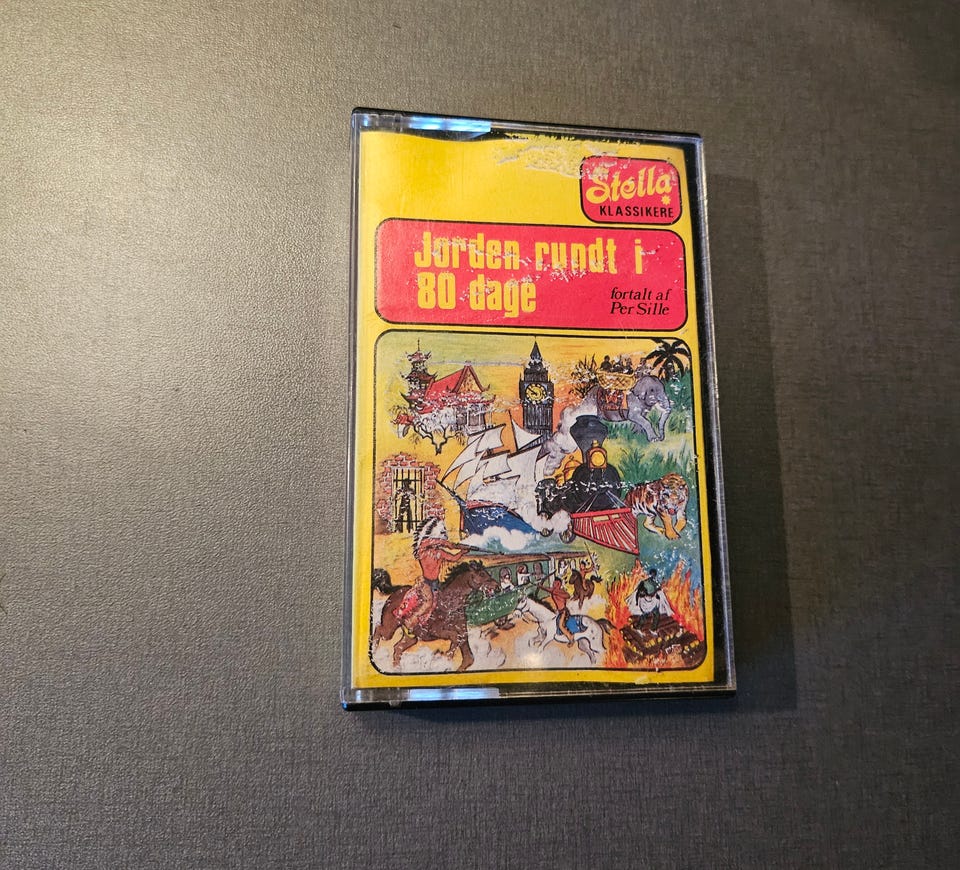 Stella
KLASSIKERE
Jorden rundt i
80 dage
fortalt af
Per Sille